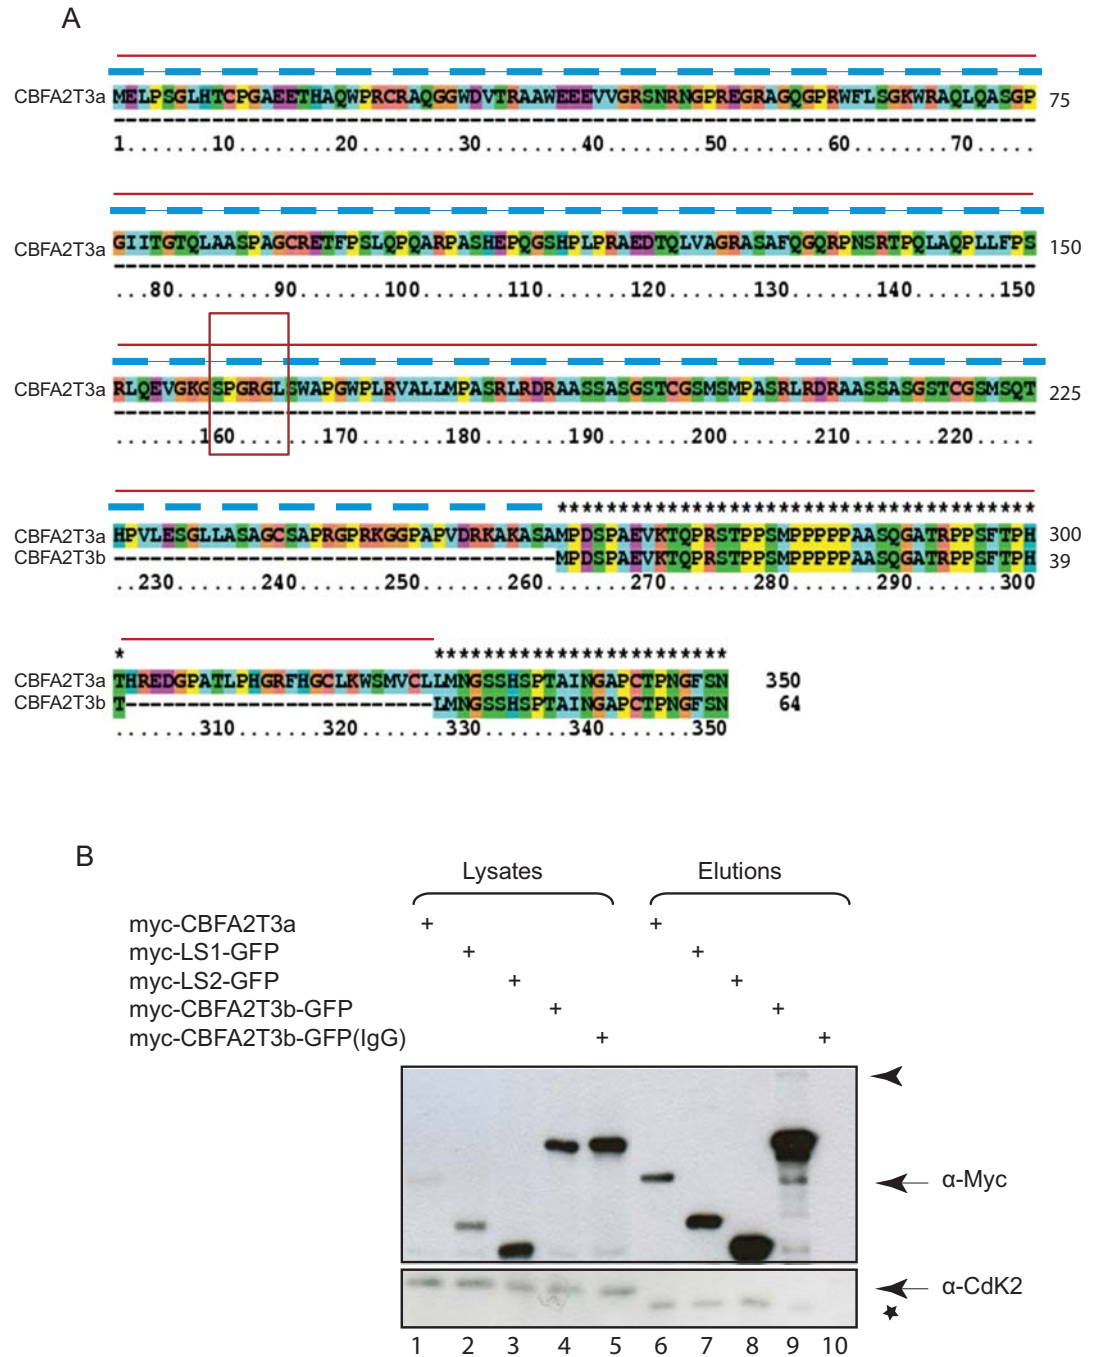 A
CBFA2T3a MELPSGLHTCPGAEETHAQWPRCRAQGGWDVTRAAWEEEVVGRSNRNGPREGRAGQGPRWFLSGKWRAQLQASGP 75
---------------------------------------------------------------------------
1.......10........20........30........40........50........60........70.....
CBFA2T3a GIITGTQLAASPAGCRETFPSLQPQARPASHEPQGSHPLPRAEDTQLVAGRASAFQGQRPNSRTPQLAQPLLFPS 150
---------------------------------------------------------------------------
...80........90.......100.......110.......120.......130.......140.......150
CBFA2T3a RLQEVGKGSPGRGLSWAPGWPLRVALLMPASRLRDRAASSASGSTCGSMSMPASRLRDRAASSASGSTCGSMSQT 225
---------------------------------------------------------------------------
.......160.......170.......180.......190.......200.......210.......220.....
***************************************
CBFA2T3a HPVLESGLLASAGCSAPRGPRKGGPAPVDRKAKASAMPDSPAEVKTQPRSTPPSMPPPPPAASQGATRPPSFTPH 300
CBFA2T3b ------------------------------------MPDSPAEVKTQPRSTPPSMPPPPPAASQGATRPPSFTPH 39
..230.......240.......250.......260.......270.......280.......290.......300
* ************************
CBFA2T3a THREDGPATLPHGRFHGCLKWSMVCLLMNGSSHSPTAINGAPCTPNGFSN 350
CBFA2T3b T-------------------------LMNGSSHSPTAINGAPCTPNGFSN 64
.......310.......320.......330.......340.......350
B
Lysates Elutions
myc-CBFA2T3a + +
myc-LS1-GFP + +
myc-LS2-GFP + +
myc-CBFA2T3b-GFP + +
myc-CBFA2T3b-GFP(IgG) + +
α-Myc
α-CdK2
1 2 3 4 5 6 7 8 9 10